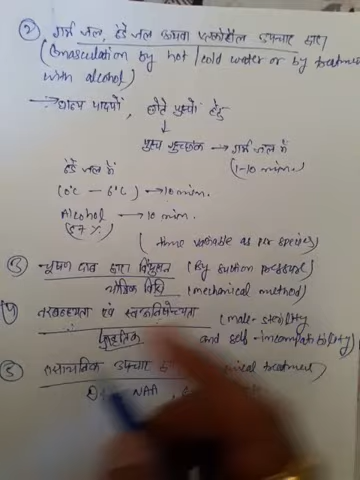 ② गर्म जल, ठंडे जल अथवा एल्कोहॉल उपचार द्वारा
(Emasculation by hot/cold water or by treatment
with alcohol)
→ धान्य पादपों, छोटे पुष्पों हेतु
↓
पुष्प गुच्छक → गर्म जल में
(1-10 min.)
ठंडे जल में
(0°C – 6°C) → 10 min.
Alcohol → 10 min.
(57%)
(time variable as per species)
③ चूषण दाब द्वारा विपुंसन (By suction pressure)
यांत्रिक विधि (mechanical method)
④ नरबन्ध्यता एवं स्वअनिषेच्यता (male-sterility
and self-incompatibility)
⑤ रासायनिक उपचार treatment)
NAA,